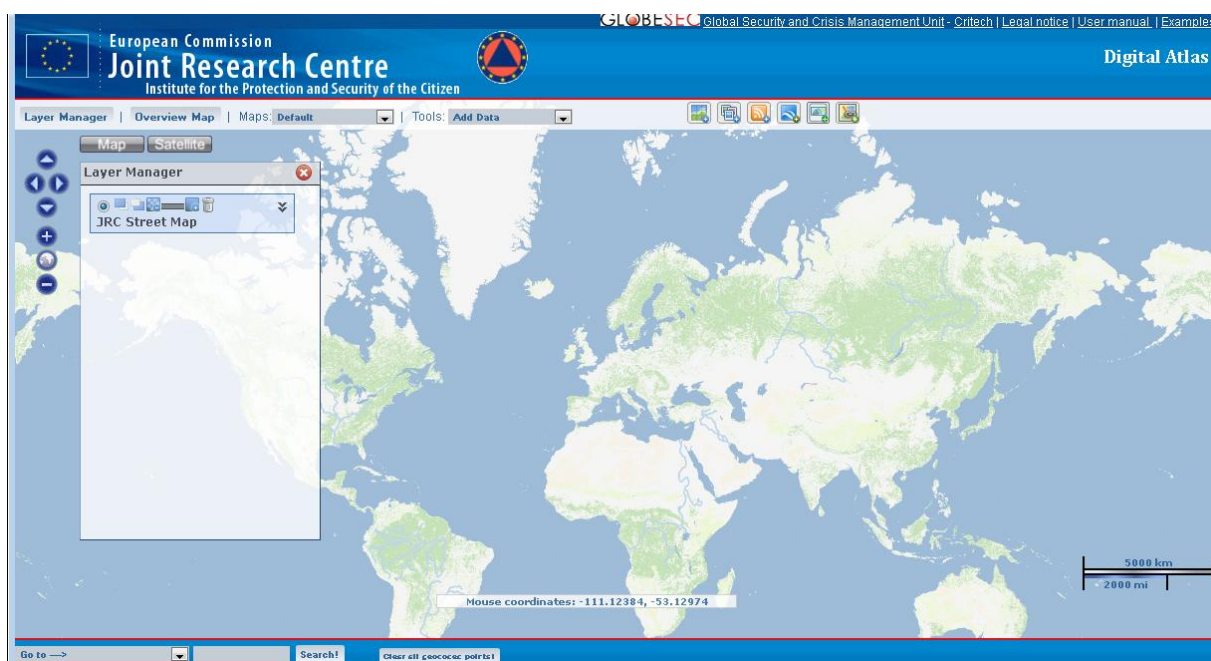 GLOBESEC Global Security and Crisis Management Unit - Critech | Legal notice | User manual | Examples
European Commission
Joint Research Centre
Institute for the Protection and Security of the Citizen
Digital Atlas
Layer Manager | Overview Map | Maps: Default | Tools: Add Data
Map Satellite
Layer Manager
JRC Street Map
5000 km
2000 mi
Mouse coordinates: -111.12384, -53.12974
Go to --> Search! Clear all